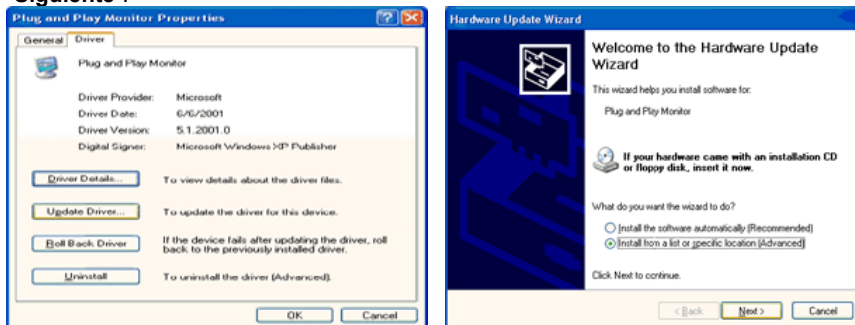 Siguiente".
Plug and Play Monitor Properties
General
Driver
Plug and Play Monitor
Driver Provider: Microsoft
Driver Date: 6/6/2001
Driver Version: 5.1.2001.0
Digital Signer: Microsoft Windows XP Publisher
Driver Details... To view details about the driver files.
Update Driver... To update the driver for this device.
Roll Back Driver If the device fails after updating the driver, roll
back to the previously installed driver.
Uninstall To uninstall the driver (Advanced).
OK Cancel
Hardware Update Wizard
Welcome to the Hardware Update
Wizard
This wizard helps you install software for:
Plug and Play Monitor
If your hardware came with an installation CD
or floppy disk, insert it now.
What do you want the wizard to do?
Install the software automatically (Recommended)
Install from a list or specific location (Advanced)
Click Next to continue.
< Back Next > Cancel